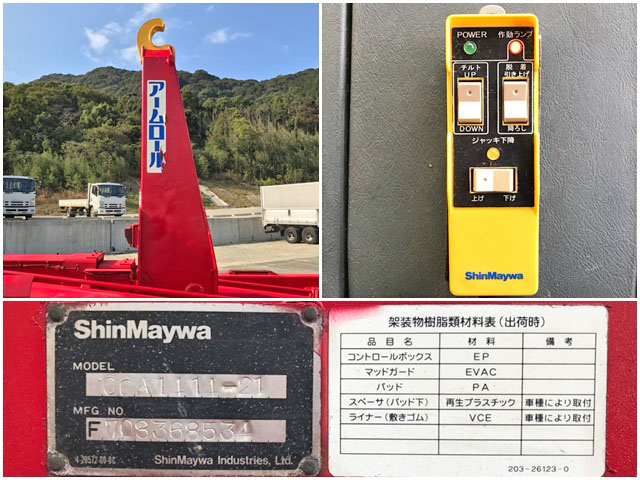 アームロール
POWER 作動ランプ
チルト 脱着
UP 引き上げ
DOWN 降ろし
ジャッキ下降
上げ 下げ
ShinMaywa
ShinMaywa
MODEL
CCA1411-21
MFG. NO
F 708368534
ShinMaywa Industries, Ltd.
架装物樹脂類材料表(出荷時)
品目名 材料 備考
コントロールボックス EP
マッドガード EVAC
パッド PA
スペーサ(パッド下) 再生プラスチック 車種により取付
ライナー(敷きゴム) VCE 車種により取付
203-26123-0